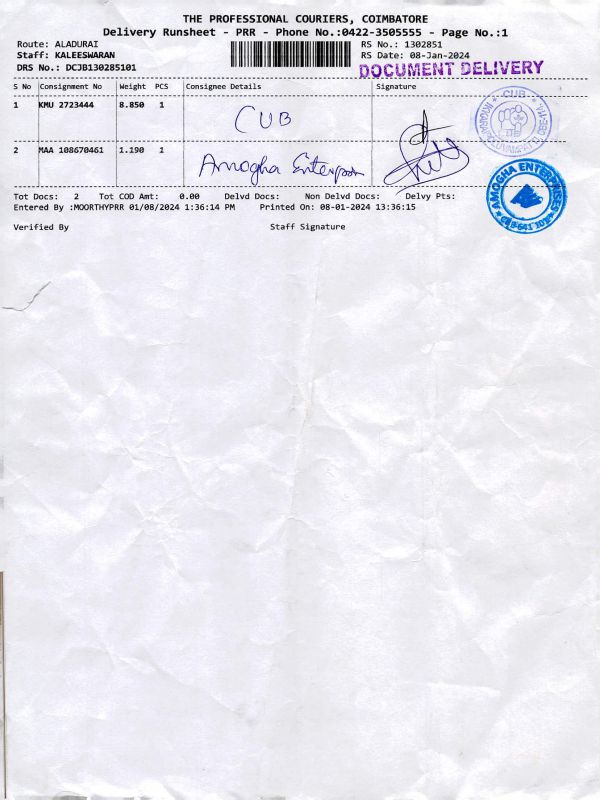 THE PROFESSIONAL COURIERS, COIMBATORE
Delivery Runsheet - PRR - Phone No.:0422-3505555 - Page No.:1
Route: ALADURAI RS No.: 1302851
Staff: KALEESWARAN RS Date: 08-Jan-2024
DRS No.: DCJB130285101 DOCUMENT DELIVERY
S No Consignment No Weight PCS Consignee Details Signature
1 KMU 2723444 8.850 1 CUB
CUB
2 MAA 108670461 1.190 1 Amogha Enterprises
AMOGHA ENTERPRISES
Tot Docs: 2 Tot COD Amt: 0.00 Delvd Docs: Non Delvd Docs: Delvy Pts:
Entered By :MOORTHYPRR 01/08/2024 1:36:14 PM Printed On: 08-01-2024 13:36:15
Verified By Staff Signature